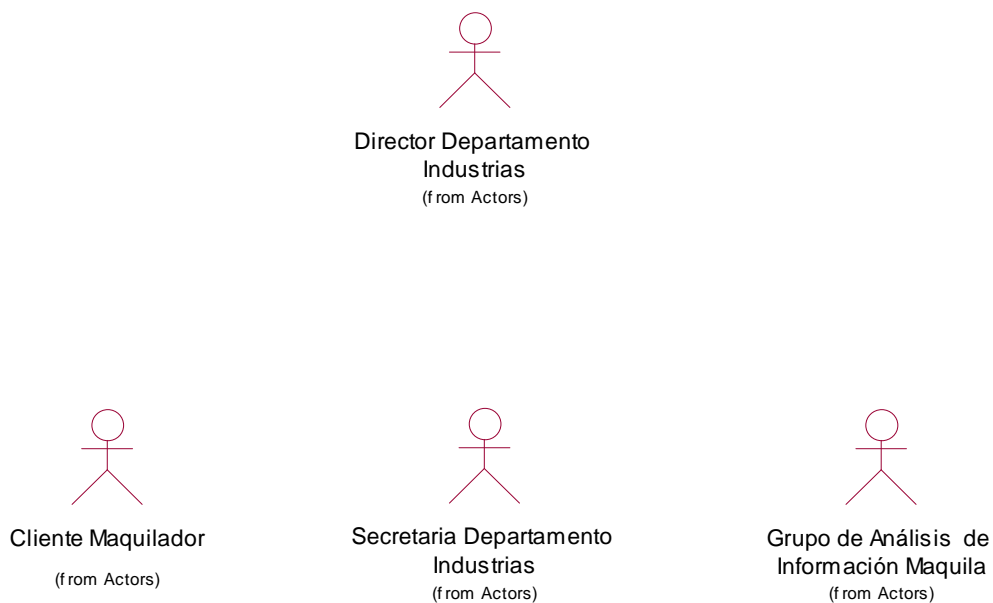 Director Departamento
Industrias
(from Actors)
Cliente Maquilador
(from Actors)
Secretaria Departamento
Industrias
(from Actors)
Grupo de Análisis de
Información Maquila
(from Actors)